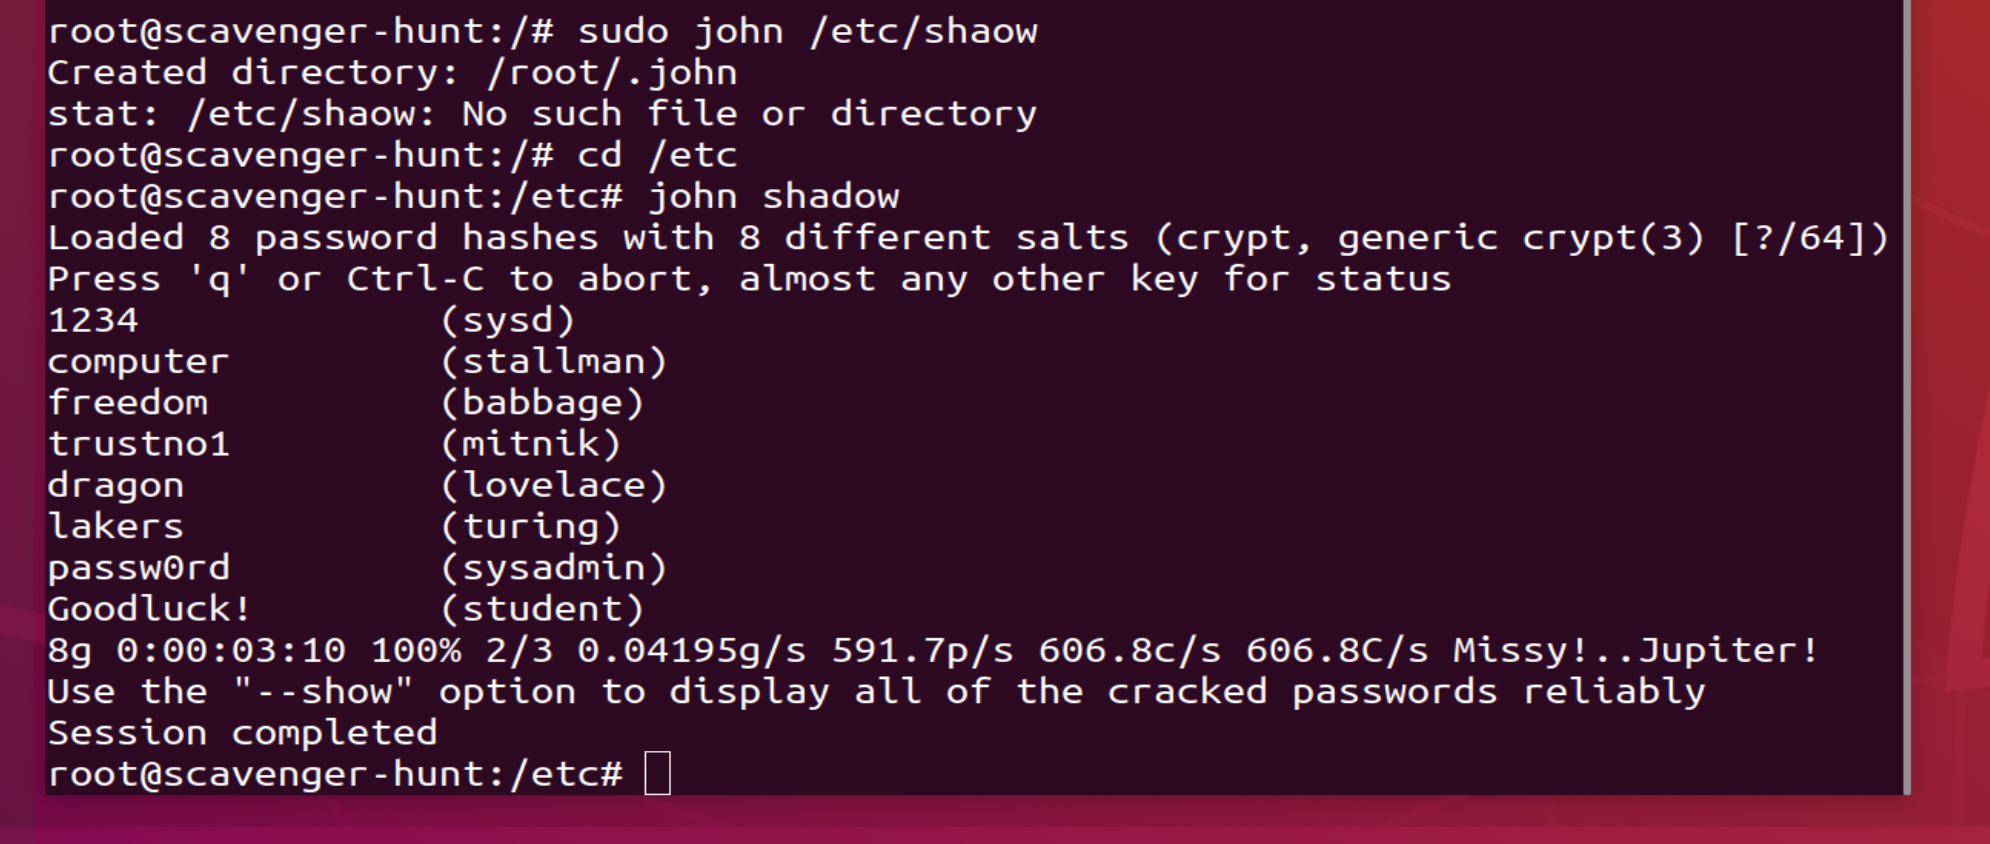 root@scavenger-hunt:/# sudo john /etc/shaow
Created directory: /root/.john
stat: /etc/shaow: No such file or directory
root@scavenger-hunt:/# cd /etc
root@scavenger-hunt:/etc# john shadow
Loaded 8 password hashes with 8 different salts (crypt, generic crypt(3) [?/64])
Press 'q' or Ctrl-C to abort, almost any other key for status
1234             (sysd)
computer         (stallman)
freedom          (babbage)
trustno1         (mitnik)
dragon           (lovelace)
lakers           (turing)
passw0rd         (sysadmin)
Goodluck!        (student)
8g 0:00:03:10 100% 2/3 0.04195g/s 591.7p/s 606.8c/s 606.8C/s Missy!..Jupiter!
Use the "--show" option to display all of the cracked passwords reliably
Session completed
root@scavenger-hunt:/etc#